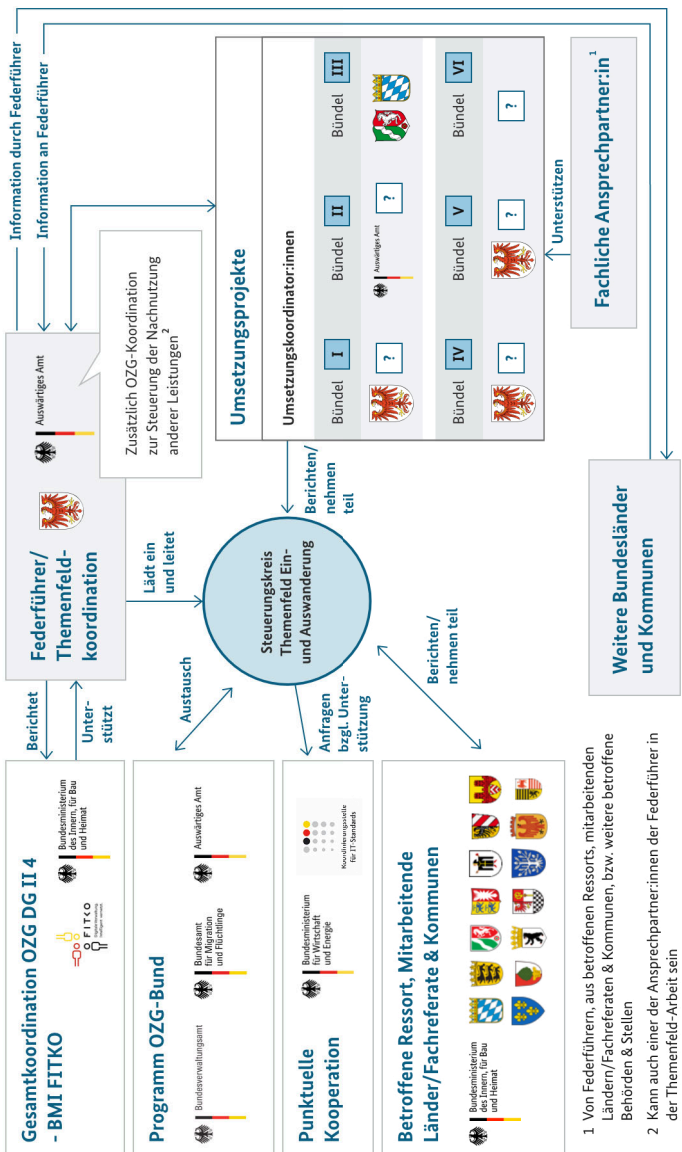 Gesamtkoordination OZG DG II 4
- BMI FITKO
FITKO
Bundesministerium
des Innern, für Bau
und Heimat
Berichtet
Unter-
stützt
Federführer/
Themenfeld-
koordination
Auswärtiges Amt
Zusätzlich OZG-Koordination
zur Steuerung der Nachnutzung
anderer Leistungen 2
Information durch Federführer
Information an Federführer
Programm OZG-Bund
Bundesverwaltungsamt
Bundesamt
für Migration
und Flüchtlinge
Auswärtiges Amt
Austausch
Lädt ein
und leitet
Steuerungskreis
Themenfeld Ein-
und Auswanderung
Berichten/
nehmen
teil
Umsetzungsprojekte
Umsetzungskoordinator:innen
Bündel I
Bündel II
Bündel III
?
Auswärtiges Amt
?
Bündel IV
Bündel V
Bündel VI
?
?
?
Punktuelle
Kooperation
Bundesministerium
für Wirtschaft
und Energie
Koordinierungsstelle
für IT-Standards
Anfragen
bzgl. Unter-
stützung
Unterstützen
Fachliche Ansprechpartner:in 1
Betroffene Ressort, Mitarbeitende
Länder/Fachreferate & Kommunen
Bundesministerium
des Innern, für Bau
und Heimat
Berichten/
nehmen teil
Weitere Bundesländer
und Kommunen
1 Von Federführern, aus betroffenen Ressorts, mitarbeitenden
Ländern/Fachreferaten & Kommunen, bzw. weitere betroffene
Behörden & Stellen
2 Kann auch einer der Ansprechpartner:innen der Federführer in
der Themenfeld-Arbeit sein